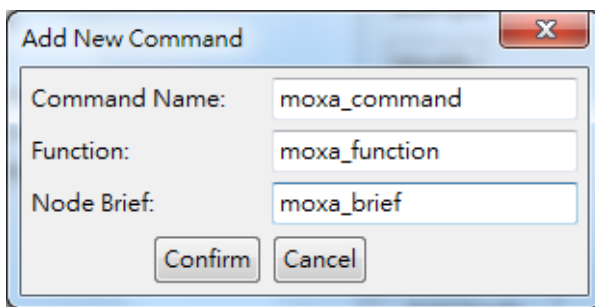 Add New Command
Command Name: moxa_command
Function: moxa_function
Node Brief: moxa_brief
Confirm Cancel